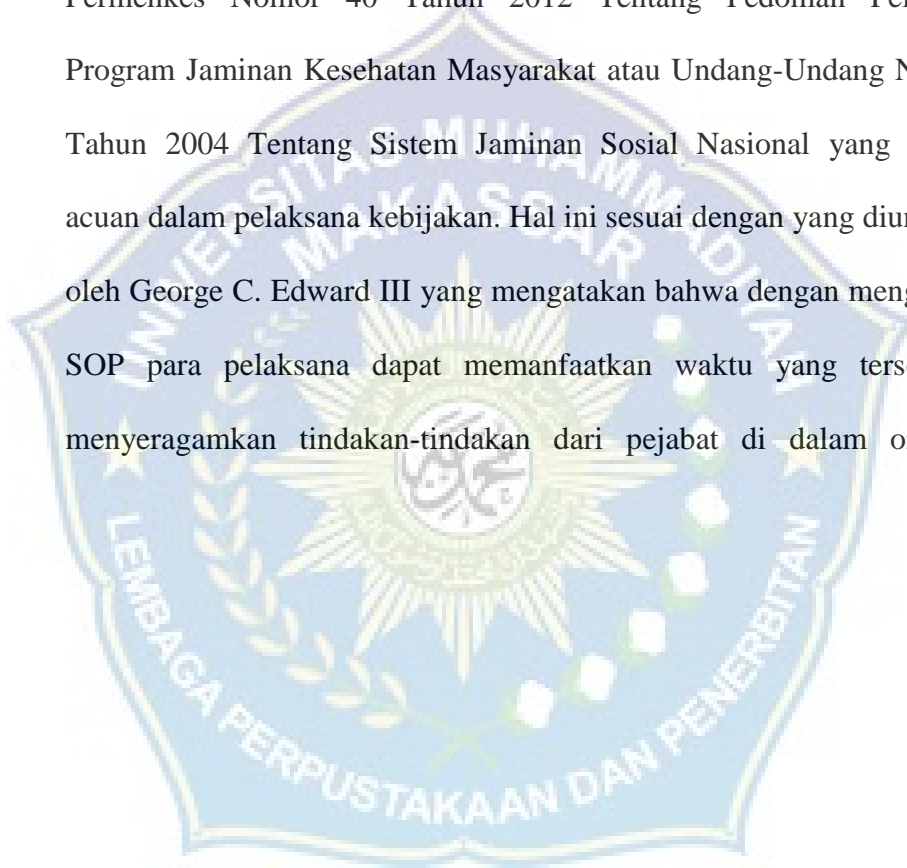 Permenkes Nomor 40 Tahun 2012 Tentang Pedoman
Program Jaminan Kesehatan Masyarakat atau Undang-Undang
Tahun 2004 Tentang Sistem Jaminan Sosial Nasional yang
acuan dalam pelaksana kebijakan. Hal ini sesuai dengan yang
oleh George C. Edward III yang mengatakan bahwa dengan
SOP para pelaksana dapat memanfaatkan waktu yang
menyeragamkan tindakan-tindakan dari pejabat di dalam
UNIVERSITAS MUHAMMADIYAH
MAKASSAR
LEMBAGA PERPUSTAKAAN DAN PENERBITAN